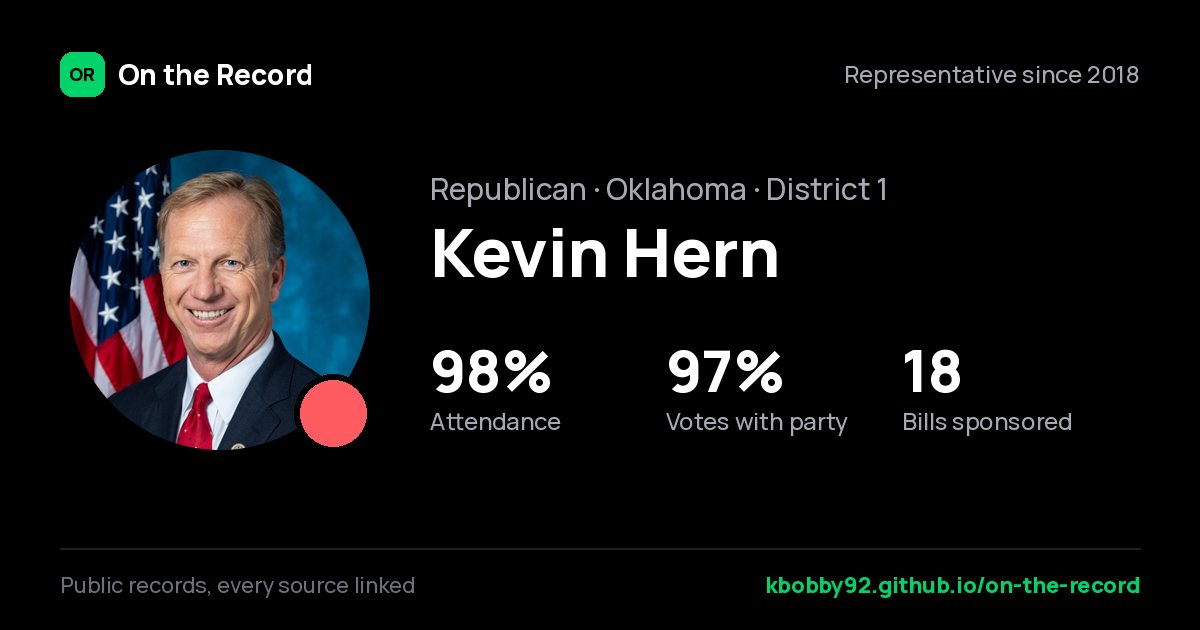 OR On the Record
Representative since 2018
Republican · Oklahoma · District 1
Kevin Hern
98% 97% 18
Attendance Votes with party Bills sponsored
Public records, every source linked
kbobby92.github.io/on-the-record